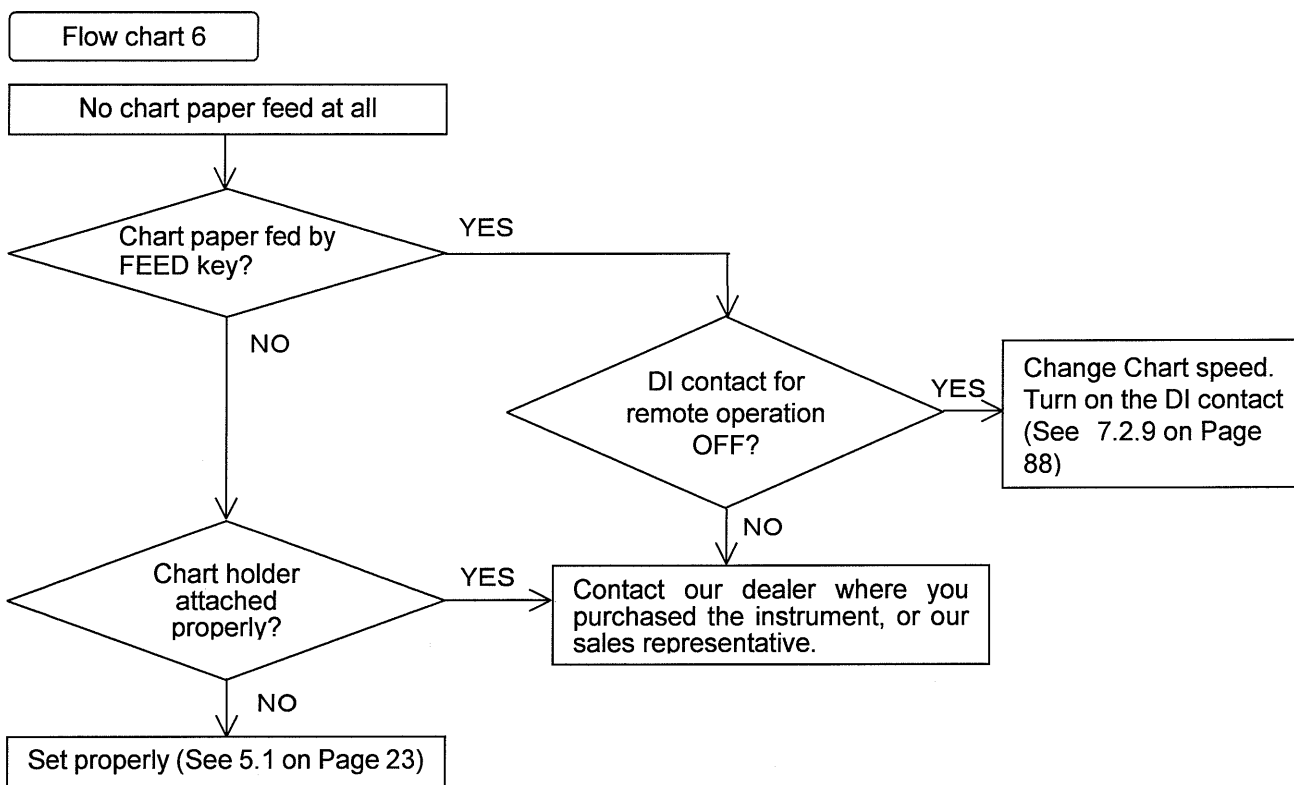 Flow chart 6
No chart paper feed at all
Chart paper fed by
FEED key?
YES
NO
DI contact for
remote operation
OFF?
YES
Change Chart speed.
Turn on the DI contact
(See 7.2.9 on Page
88)
NO
Chart holder
attached
properly?
YES
Contact our dealer where you
purchased the instrument, or our
sales representative.
NO
Set properly (See 5.1 on Page 23)